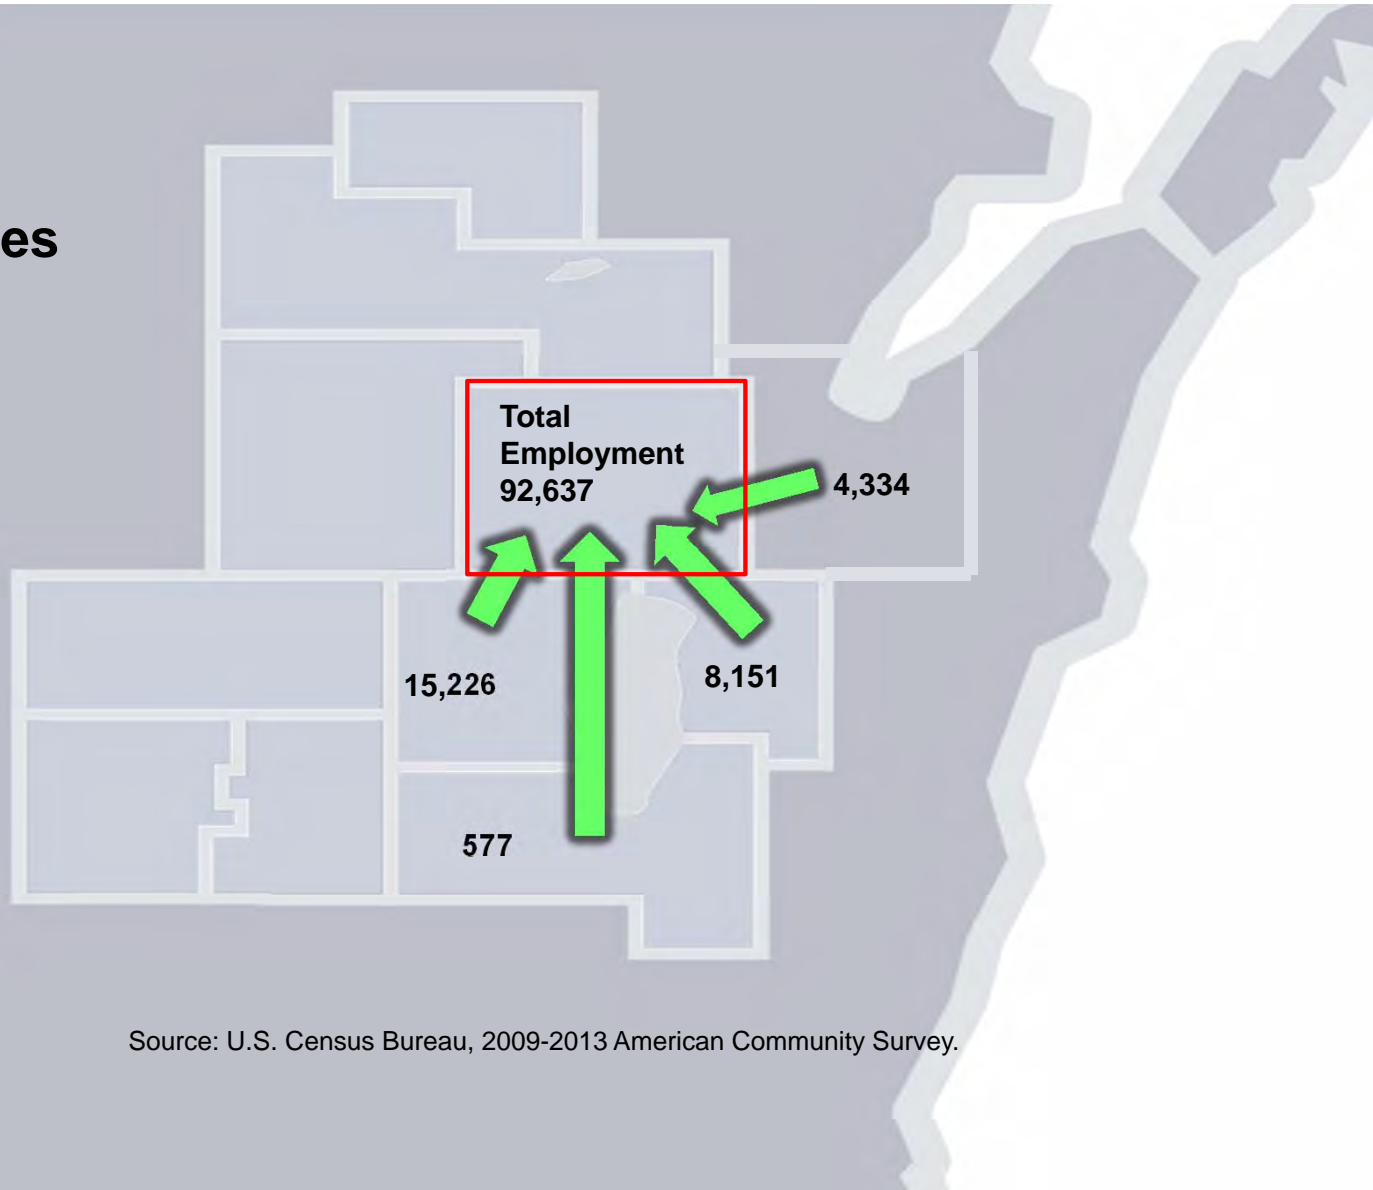 es
Total
Employment
92,637
4,334
15,226
8,151
577
Source: U.S. Census Bureau, 2009-2013 American Community Survey.